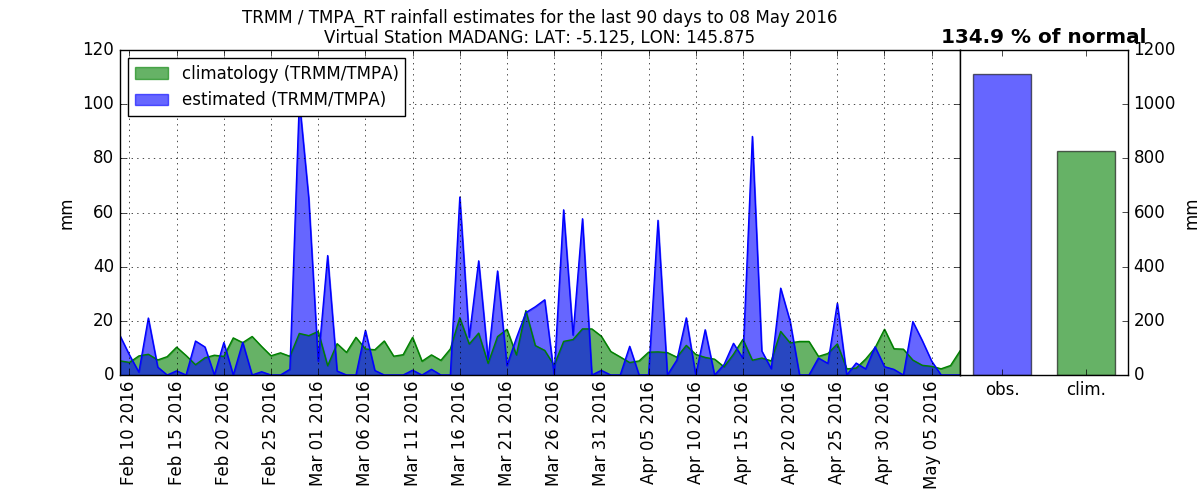 TRMM / TMPA_RT rainfall estimates for the last 90 days to 08 May 2016
Virtual Station MADANG: LAT: -5.125, LON: 145.875
134.9 % of normal
climatology (TRMM/TMPA)
estimated (TRMM/TMPA)
120
100
80
60
40
20
0
mm
Feb 10 2016
Feb 15 2016
Feb 20 2016
Feb 25 2016
Mar 01 2016
Mar 06 2016
Mar 11 2016
Mar 16 2016
Mar 21 2016
Mar 26 2016
Mar 31 2016
Apr 05 2016
Apr 10 2016
Apr 15 2016
Apr 20 2016
Apr 25 2016
Apr 30 2016
May 05 2016
1200
1000
800
600
400
200
0
mm
obs.
clim.